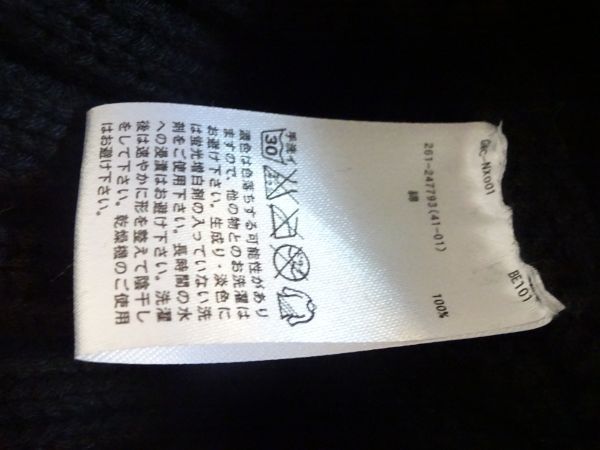 BE101
261-247793(41-01)
綿 100%
手洗イ
30
濃色は色落ちする可能性があり
ますので、他の物とのお洗濯は
お避け下さい。生成り・淡色に
は蛍光増白剤の入っていない洗
剤をご使用下さい。長時間の水
への浸漬はお避け下さい。洗濯
後は速やかに形を整えて陰干し
をして下さい。乾燥機のご使用
はお避け下さい。